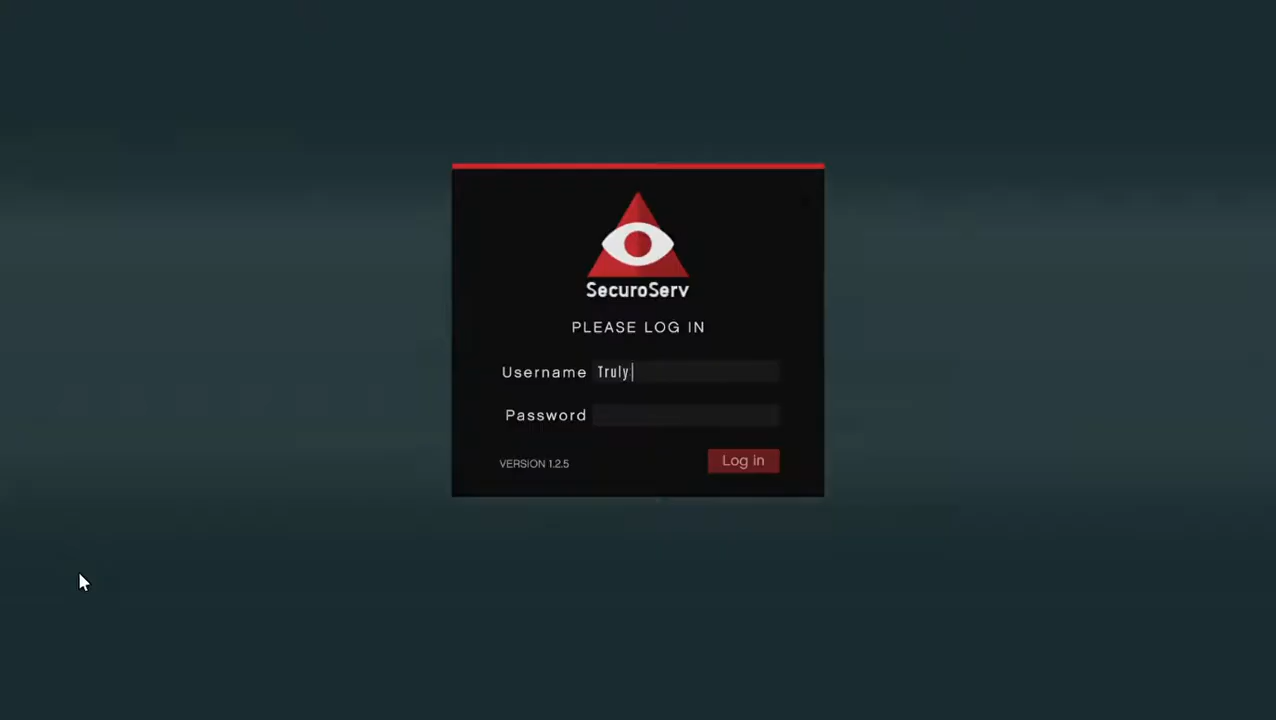 SecuroServ
PLEASE LOG IN
Username Truly
Password
VERSION 1.2.5 Log in